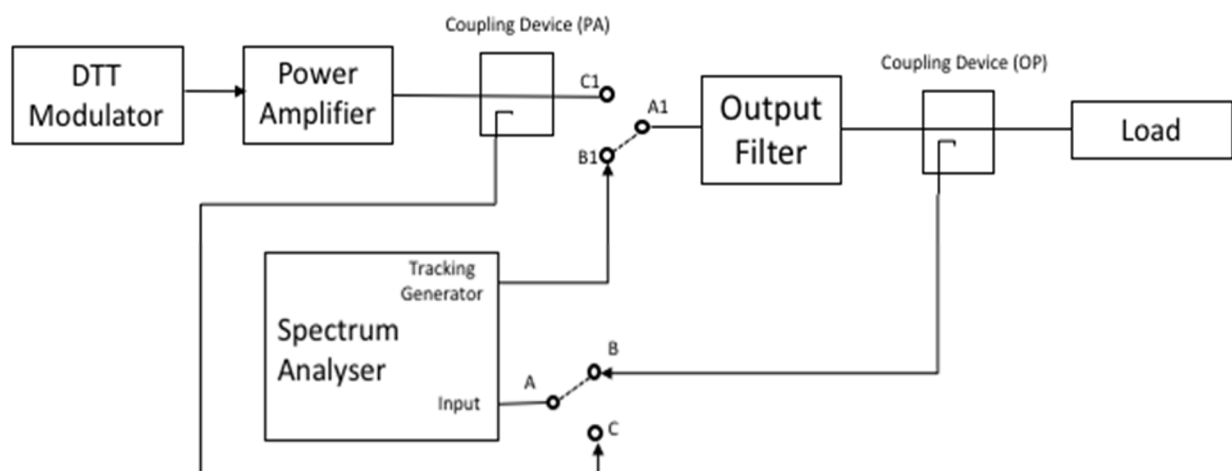 Coupling Device (PA)
DTT
Modulator
Power
Amplifier
C1
A1
B1
Output
Filter
Coupling Device (OP)
Load
Tracking
Generator
Spectrum
Analyser
Input
A
B
C